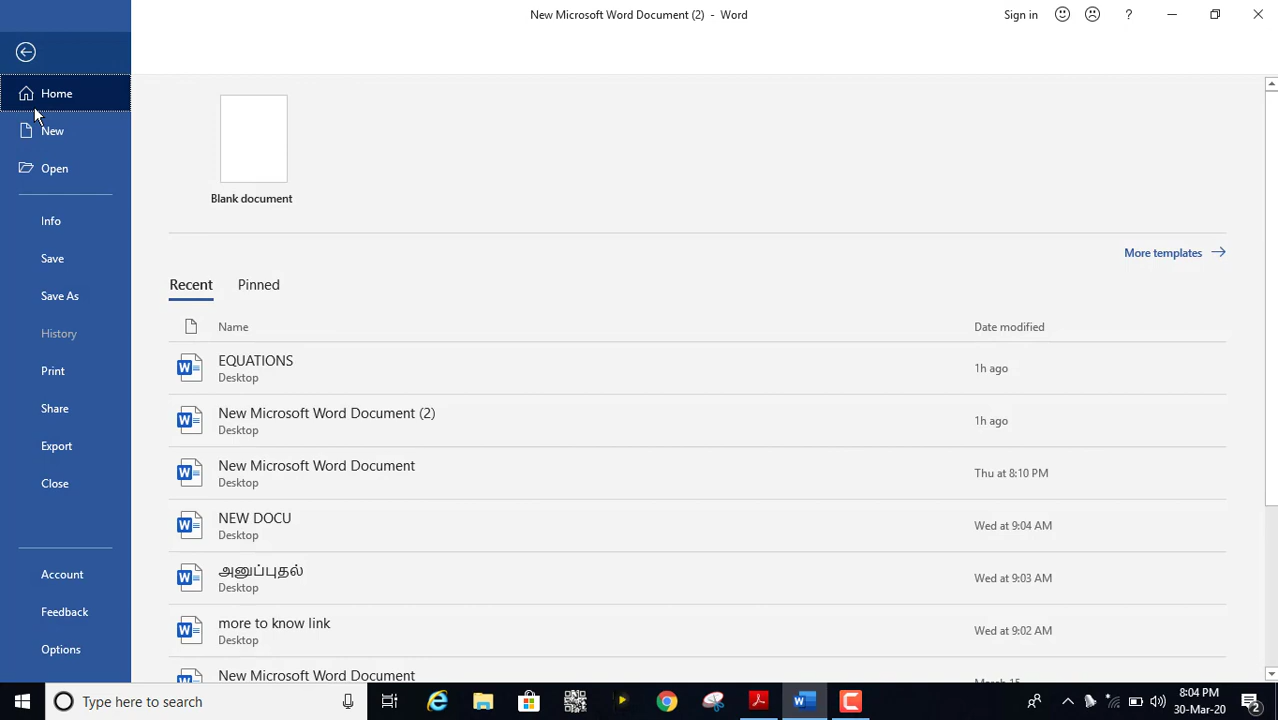 New Microsoft Word Document (2) - Word
Sign in
?
Home
New
Open
Info
Save
Save As
History
Print
Share
Export
Close
Account
Feedback
Options
Blank document
More templates
Recent Pinned
Name Date modified
EQUATIONS
Desktop
1h ago
New Microsoft Word Document (2)
Desktop
1h ago
New Microsoft Word Document
Desktop
Thu at 8:10 PM
NEW DOCU
Desktop
Wed at 9:04 AM
அனுப்புதல்
Desktop
Wed at 9:03 AM
more to know link
Desktop
Wed at 9:02 AM
New Microsoft Word Document
March 15
Type here to search
8:04 PM
30-Mar-20
2